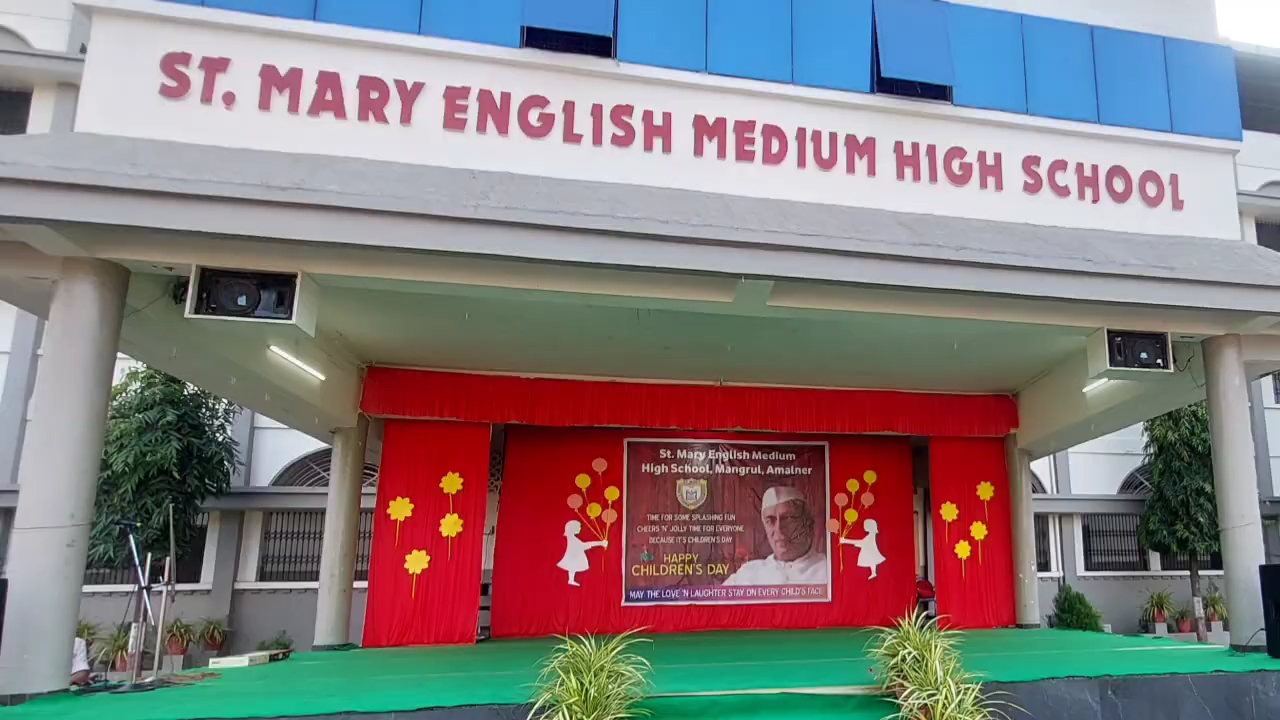 ST. MARY ENGLISH MEDIUM HIGH SCHOOL
St. Mary English Medium
High School, Mangrul, Amalner
TIME FOR SOME SPLASHING FUN
CHEERS 'N' JOLLY TIME FOR EVERYONE
BECAUSE IT'S CHILDREN'S DAY
HAPPY
CHILDREN'S DAY
MAY THE LOVE 'N LAUGHTER STAY ON EVERY CHILD'S FACE